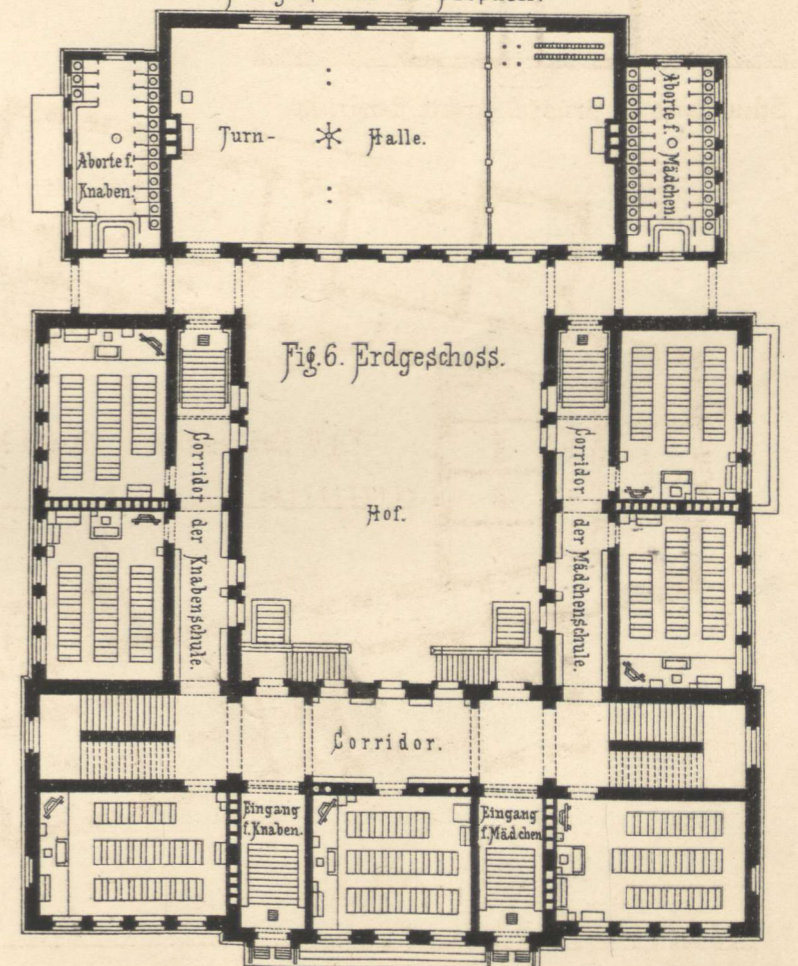 Turn- Halle.
Aborte f.
Knaben.
Aborte f.
Mädchen.
Fig. 6. Erdgeschoss.
Corridor der Knabenschule.
Hof.
Corridor der Mädchenschule.
Corridor.
Eingang
f. Knaben.
Eingang
f. Mädchen